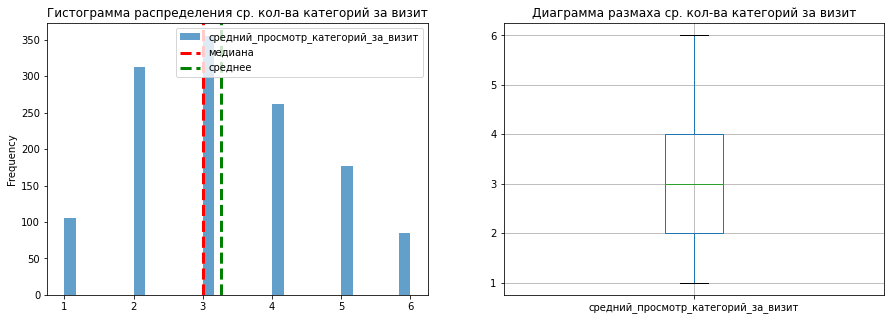 Гистограмма распределения ср. кол-ва категорий за визит
средний_просмотр_категорий_за_визит
медиана
среднее
Frequency
350
300
250
200
150
100
50
0
1 2 3 4 5 6
Диаграмма размаха ср. кол-ва категорий за визит
6
5
4
3
2
1
средний_просмотр_категорий_за_визит